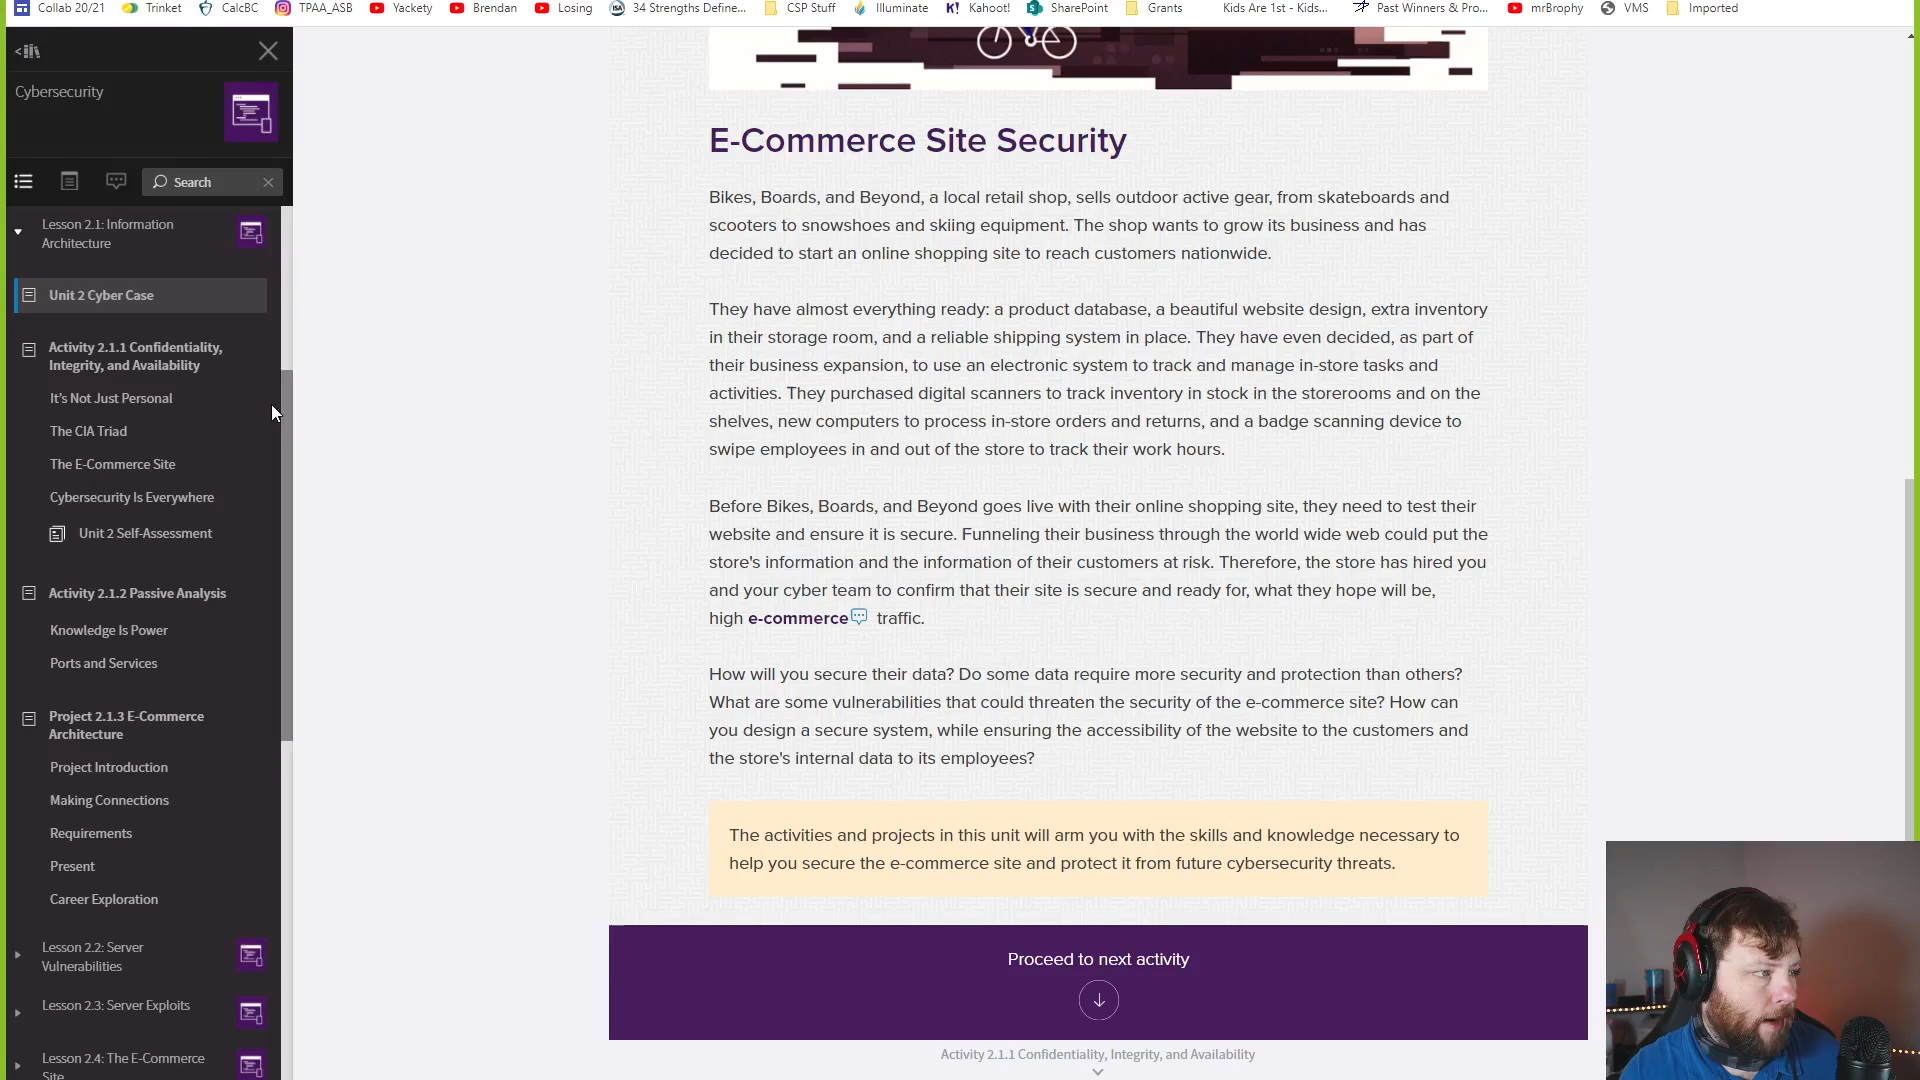 Collab 20/21 Trinket CalcBC TPAA_ASB Yackety Brendan Losing 34 Strengths Define... CSP Stuff Illuminate Kahoot! SharePoint Grants Kids Are 1st - Kids... Past Winners & Pro... mrBrophy VMS Imported
Cybersecurity
Search
Lesson 2.1: Information
Architecture
Unit 2 Cyber Case
Activity 2.1.1 Confidentiality,
Integrity, and Availability
It's Not Just Personal
The CIA Triad
The E-Commerce Site
Cybersecurity Is Everywhere
Unit 2 Self-Assessment
Activity 2.1.2 Passive Analysis
Knowledge Is Power
Ports and Services
Project 2.1.3 E-Commerce
Architecture
Project Introduction
Making Connections
Requirements
Present
Career Exploration
Lesson 2.2: Server
Vulnerabilities
Lesson 2.3: Server Exploits
Lesson 2.4: The E-Commerce
Site
E-Commerce Site Security
Bikes, Boards, and Beyond, a local retail shop, sells outdoor active gear, from skateboards and
scooters to snowshoes and skiing equipment. The shop wants to grow its business and has
decided to start an online shopping site to reach customers nationwide.
They have almost everything ready: a product database, a beautiful website design, extra inventory
in their storage room, and a reliable shipping system in place. They have even decided, as part of
their business expansion, to use an electronic system to track and manage in-store tasks and
activities. They purchased digital scanners to track inventory in stock in the storerooms and on the
shelves, new computers to process in-store orders and returns, and a badge scanning device to
swipe employees in and out of the store to track their work hours.
Before Bikes, Boards, and Beyond goes live with their online shopping site, they need to test their
website and ensure it is secure. Funneling their business through the world wide web could put the
store's information and the information of their customers at risk. Therefore, the store has hired you
and your cyber team to confirm that their site is secure and ready for, what they hope will be,
high e-commerce traffic.
How will you secure their data? Do some data require more security and protection than others?
What are some vulnerabilities that could threaten the security of the e-commerce site? How can
you design a secure system, while ensuring the accessibility of the website to the customers and
the store's internal data to its employees?
The activities and projects in this unit will arm you with the skills and knowledge necessary to
help you secure the e-commerce site and protect it from future cybersecurity threats.
Proceed to next activity
Activity 2.1.1 Confidentiality, Integrity, and Availability